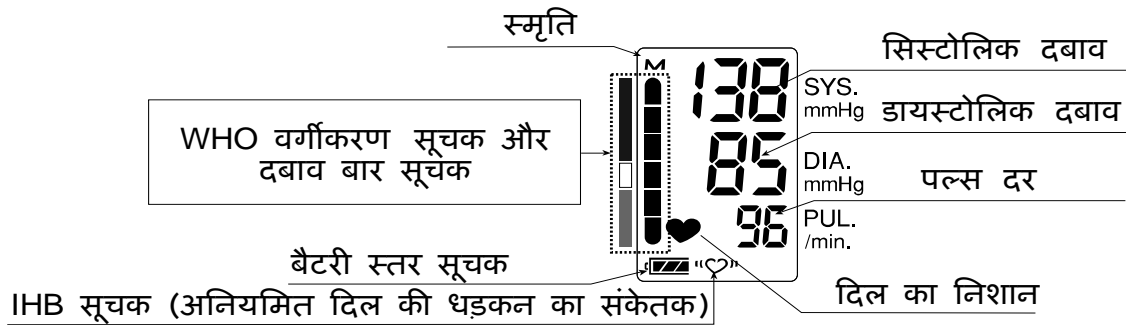 स्मृति
M
138
SYS.
mmHg
सिस्टोलिक दबाव
डायस्टोलिक दबाव
WHO वर्गीकरण सूचक और
दबाव बार सूचक
85
DIA.
mmHg
पल्स दर
96
PUL.
/min.
बैटरी स्तर सूचक
दिल का निशान
IHB सूचक (अनियमित दिल की धड़कन का संकेतक)